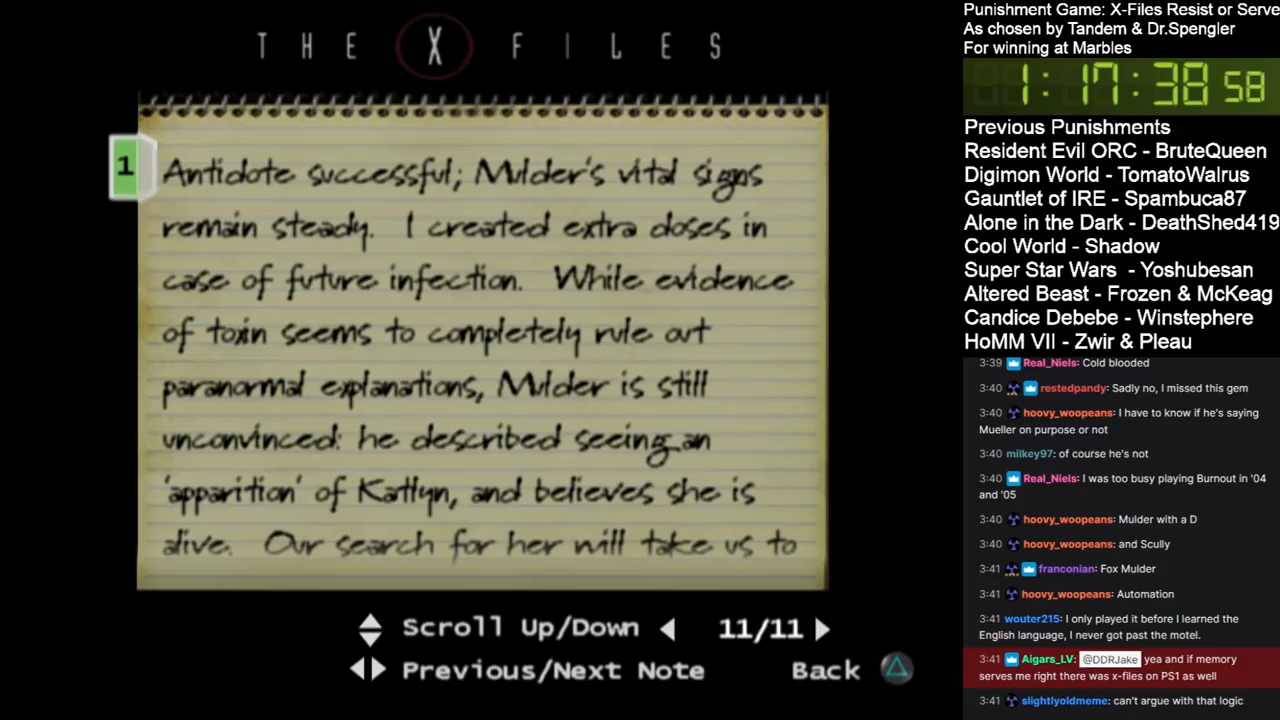 THE X FILES
1
Antidote successful; Mulder's vital signs
remain steady. I created extra doses in
case of future infection. While evidence
of toxin seems to completely rule out
paranormal explanations, Mulder is still
unconvinced: he described seeing an
'apparition' of Katlyn, and believes she is
alive. Our search for her will take us to
Scroll Up/Down 11/11
Previous/Next Note Back
Punishment Game: X-Files Resist or Serve
As chosen by Tandem & Dr.Spengler
For winning at Marbles
1:17:38 58
Previous Punishments
Resident Evil ORC - BruteQueen
Digimon World - TomatoWalrus
Gauntlet of IRE - Spambuca87
Alone in the Dark - DeathShed419
Cool World - Shadow
Super Star Wars - Yoshubesan
Altered Beast - Frozen & McKeag
Candice Debebe - Winstephere
HoMM VII - Zwir & Pleau
3:39 Real_Niels: Cold blooded
3:40 restedpandy: Sadly no, I missed this gem
3:40 hoovy_woopeans: I have to know if he's saying
Mueller on purpose or not
3:40 milkey97: of course he's not
3:40 Real_Niels: I was too busy playing Burnout in '04
and '05
3:40 hoovy_woopeans: Mulder with a D
3:40 hoovy_woopeans: and Scully
3:41 franconian: Fox Mulder
3:41 hoovy_woopeans: Automation
3:41 wouter215: I only played it before I learned the
English language, I never got past the motel.
3:41 Aigars_LV: @DDRJake yea and if memory
serves me right there was x-files on PS1 as well
3:41 slightlyoldmeme: can't argue with that logic